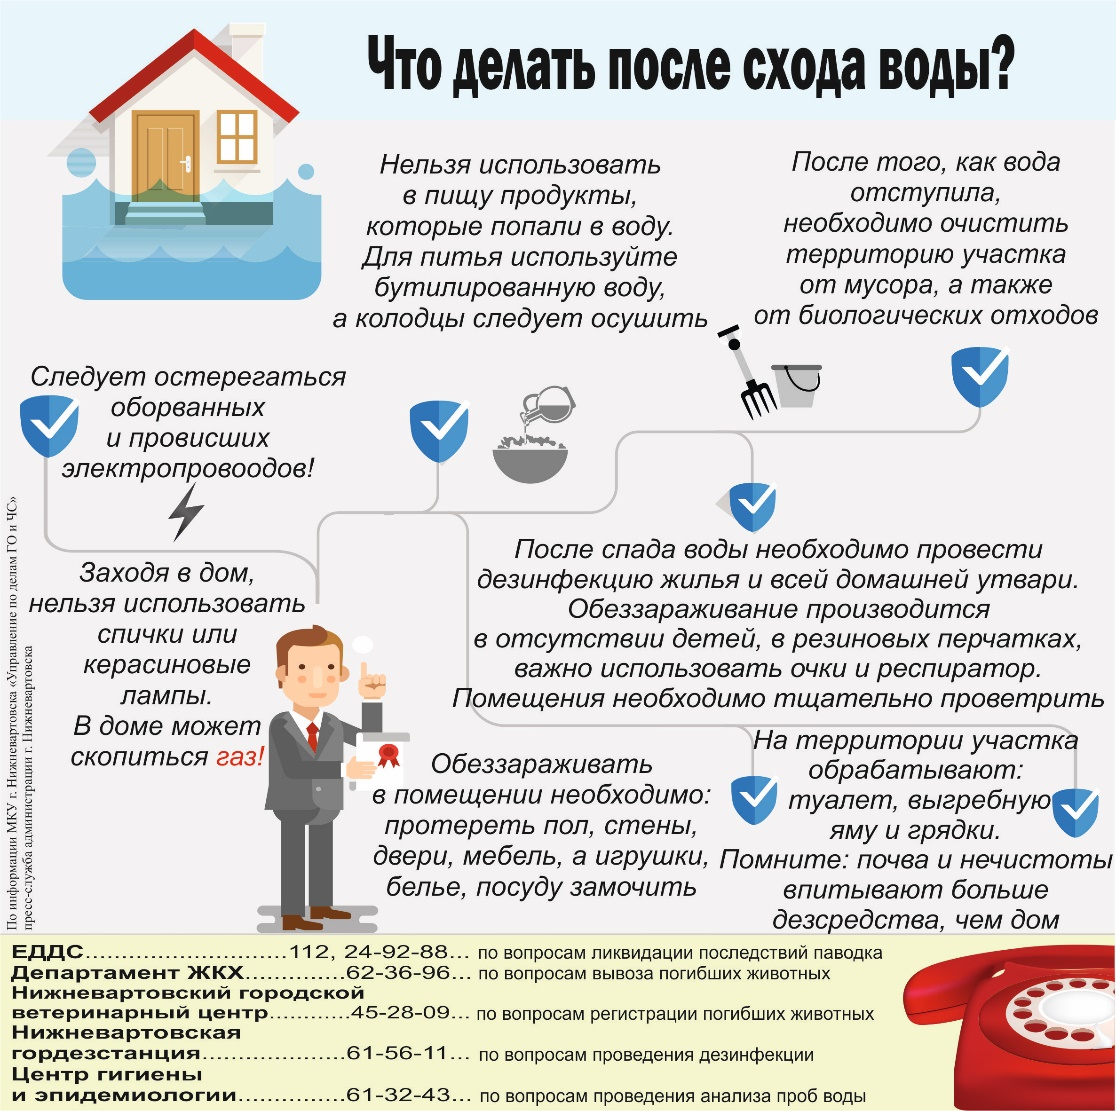 Что делать после схода воды?
Нельзя использовать
в пищу продукты,
которые попали в воду.
Для питья используйте
бутилированную воду,
а колодцы следует осушить
После того, как вода
отступила,
необходимо очистить
территорию участка
от мусора, а также
от биологических отходов
Следует остерегаться
оборванных
и провисших
электропровоодов!
Заходя в дом,
нельзя использовать
спички или
керасиновые
лампы.
В доме может
скопиться газ!
После спада воды необходимо провести
дезинфекцию жилья и всей домашней утвари.
Обеззараживание производится
в отсутствии детей, в резиновых перчатках,
важно использовать очки и респиратор.
Помещения необходимо тщательно проветрить
Обеззараживать
в помещении необходимо:
протереть пол, стены,
двери, мебель, а игрушки,
белье, посуду замочить
На территории участка
обрабатывают:
туалет, выгребную
яму и грядки.
Помните: почва и нечистоты
впитывают больше
дезсредства, чем дом
По информации МКУ г. Нижневартовска «Управление по делам ГО и ЧС»
пресс-служба администрации г. Нижневартовска
ЕДДС............................112, 24-92-88... по вопросам ликвидации последствий паводка
Департамент ЖКХ.............62-36-96... по вопросам вывоза погибших животных
Нижневартовский городской
ветеринарный центр...........45-28-09... по вопросам регистрации погибших животных
Нижневартовская
гордезстанция....................61-56-11... по вопросам проведения дезинфекции
Центр гигиены
и эпидемиологии...............61-32-43... по вопросам проведения анализа проб воды